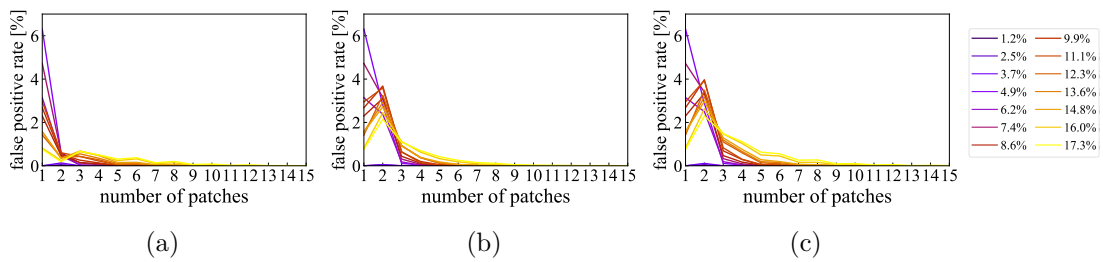 false positive rate [%]
6
4
2
0
1 2 3 4 5 6 7 8 9 10 11 12 13 14 15
number of patches
(a)
false positive rate [%]
6
4
2
0
1 2 3 4 5 6 7 8 9 10 11 12 13 14 15
number of patches
(b)
false positive rate [%]
6
4
2
0
1 2 3 4 5 6 7 8 9 10 11 12 13 14 15
number of patches
(c)
1.2% 9.9%
2.5% 11.1%
3.7% 12.3%
4.9% 13.6%
6.2% 14.8%
7.4% 16.0%
8.6% 17.3%